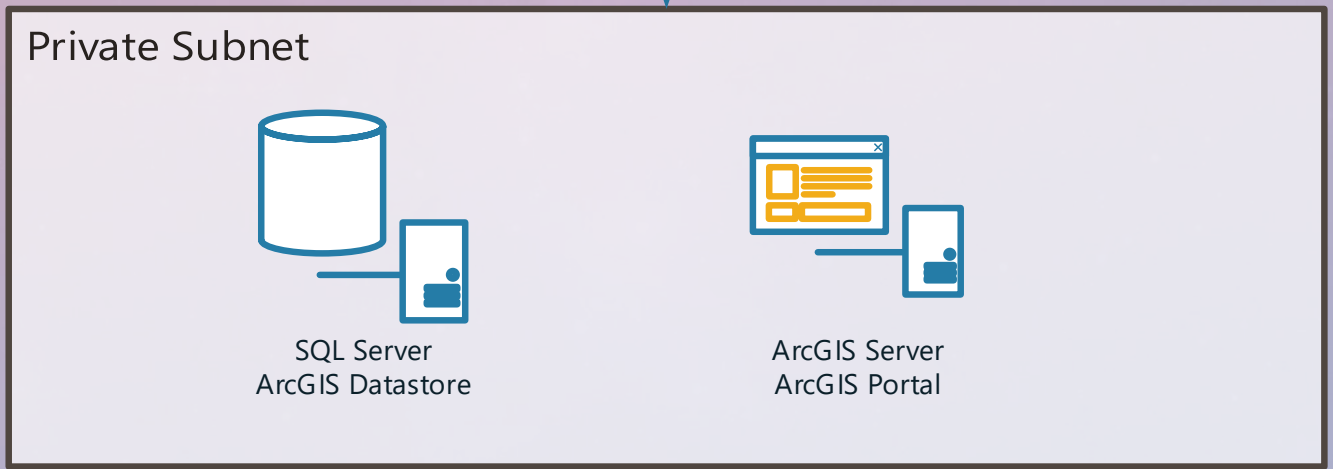 Private Subnet
SQL Server
ArcGIS Datastore
ArcGIS Server
ArcGIS Portal